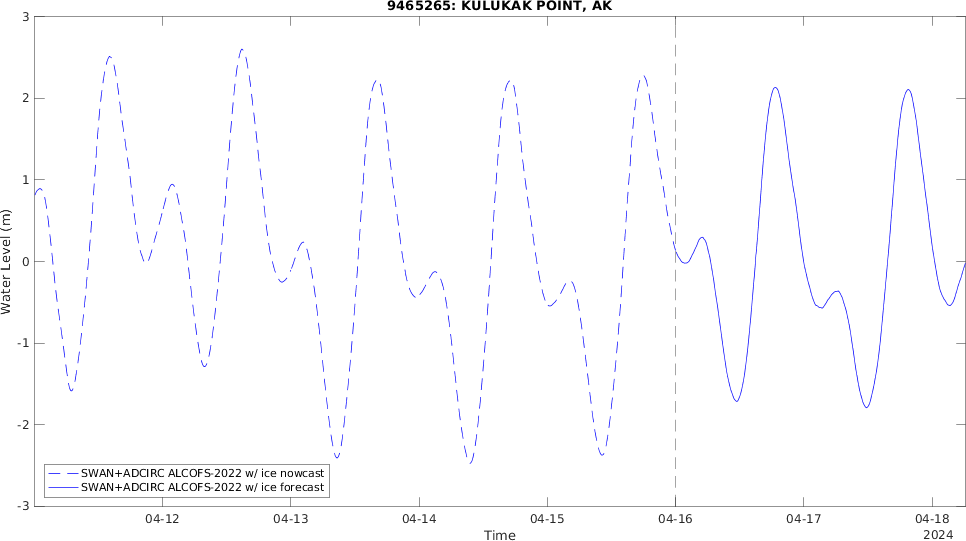 9465265: KULUKAK POINT, AK
3
2
1
0
-1
-2
-3
Water Level (m)
SWAN+ADCIRC ALCOFS-2022 w/ ice nowcast
SWAN+ADCIRC ALCOFS-2022 w/ ice forecast
04-12 04-13 04-14 04-15 04-16 04-17 04-18
Time
2024